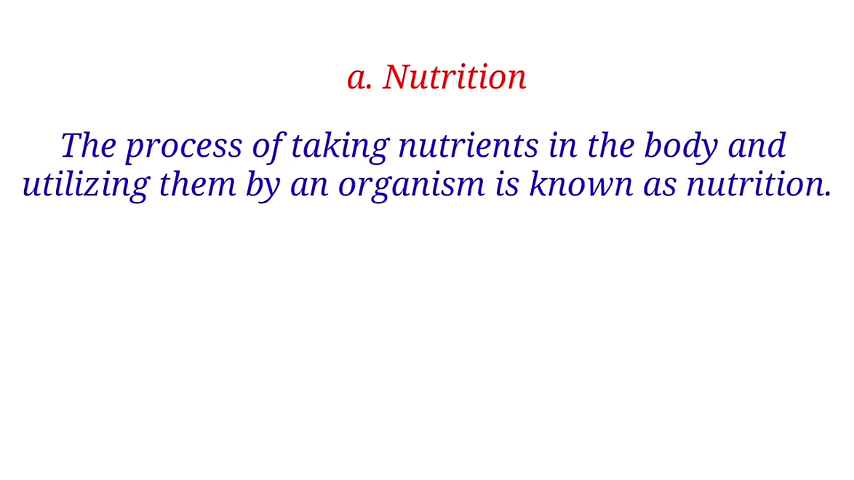 a. Nutrition
The process of taking nutrients in the body and
utilizing them by an organism is known as nutrition.